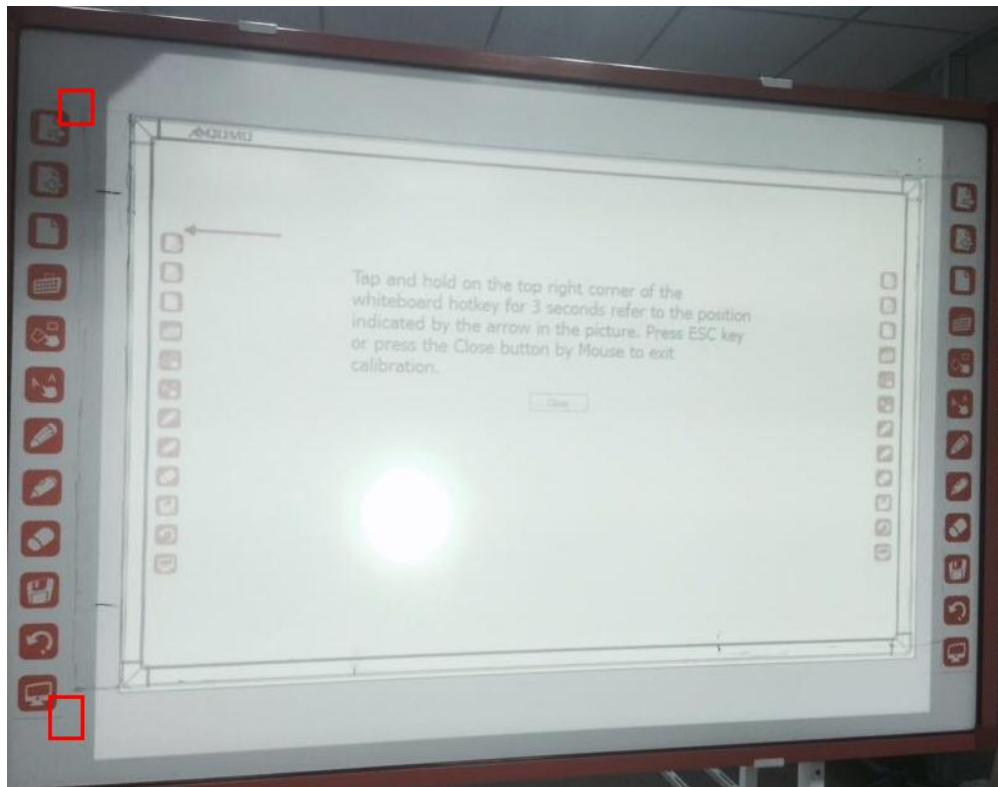 Tap and hold on the top right corner of the
whiteboard hotkey for 3 seconds refer to the position
indicated by the arrow in the picture. Press ESC key
or press the Close button by Mouse to exit
calibration.
Close